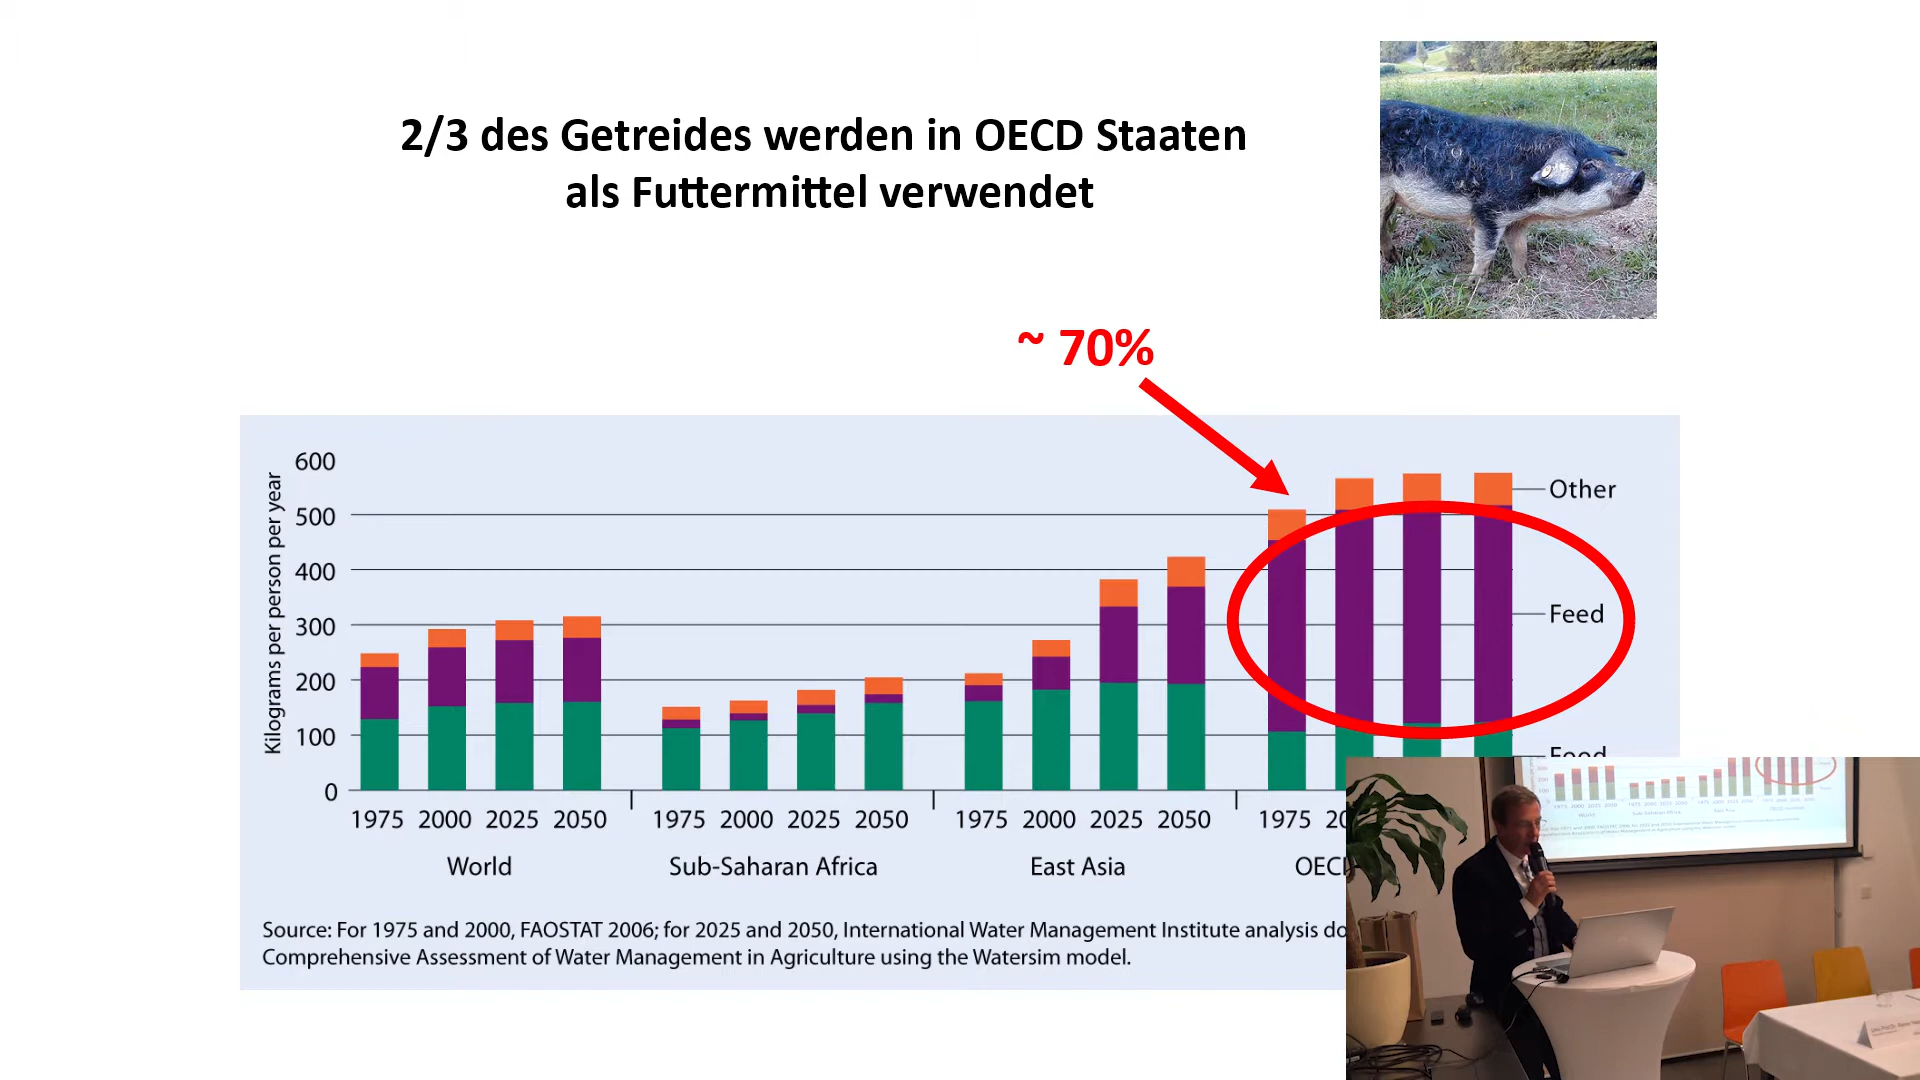 2/3 des Getreides werden in OECD Staaten
als Futtermittel verwendet
~ 70%
Kilograms per person per year
600
500
400
300
200
100
0
Other
Feed
Food
1975 2000 2025 2050
1975 2000 2025 2050
1975 2000 2025 2050
1975
World
Sub-Saharan Africa
East Asia
OECD
Source: For 1975 and 2000, FAOSTAT 2006; for 2025 and 2050, International Water Management Institute analysis do
Comprehensive Assessment of Water Management in Agriculture using the Watersim model.